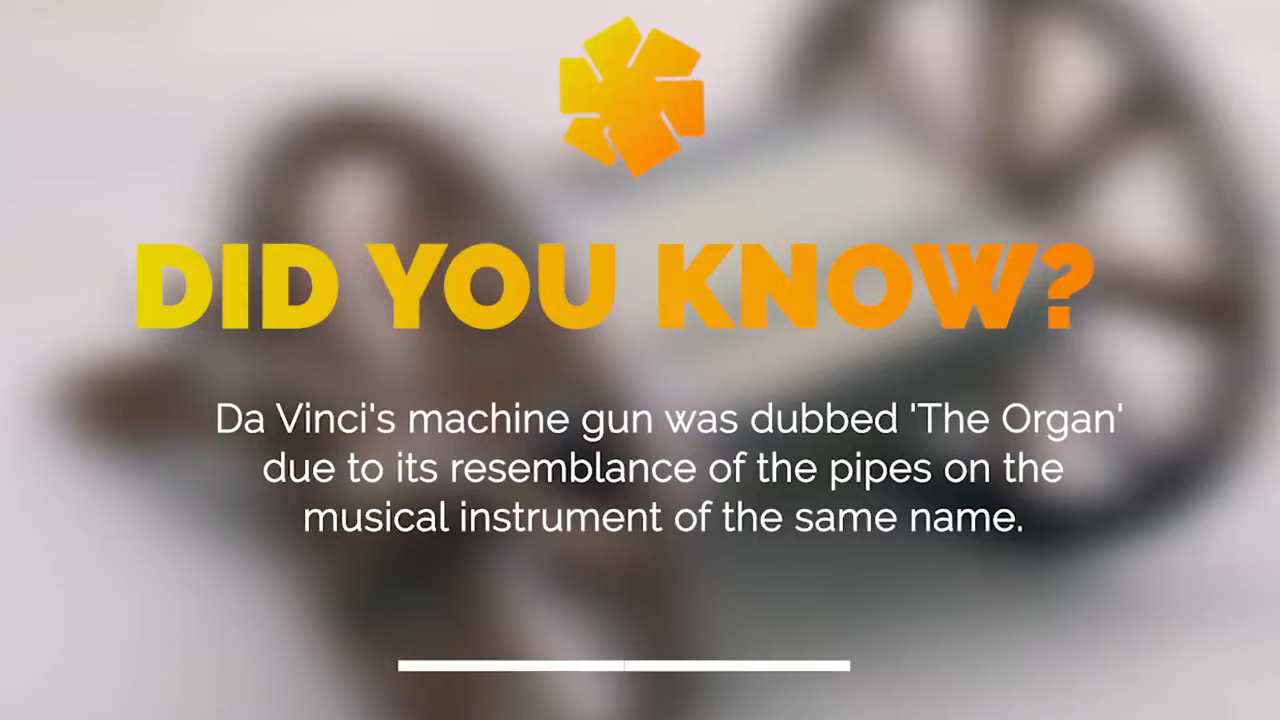 DID YOU KNOW?
Da Vinci's machine gun was dubbed 'The Organ'
due to its resemblance of the pipes on the
musical instrument of the same name.